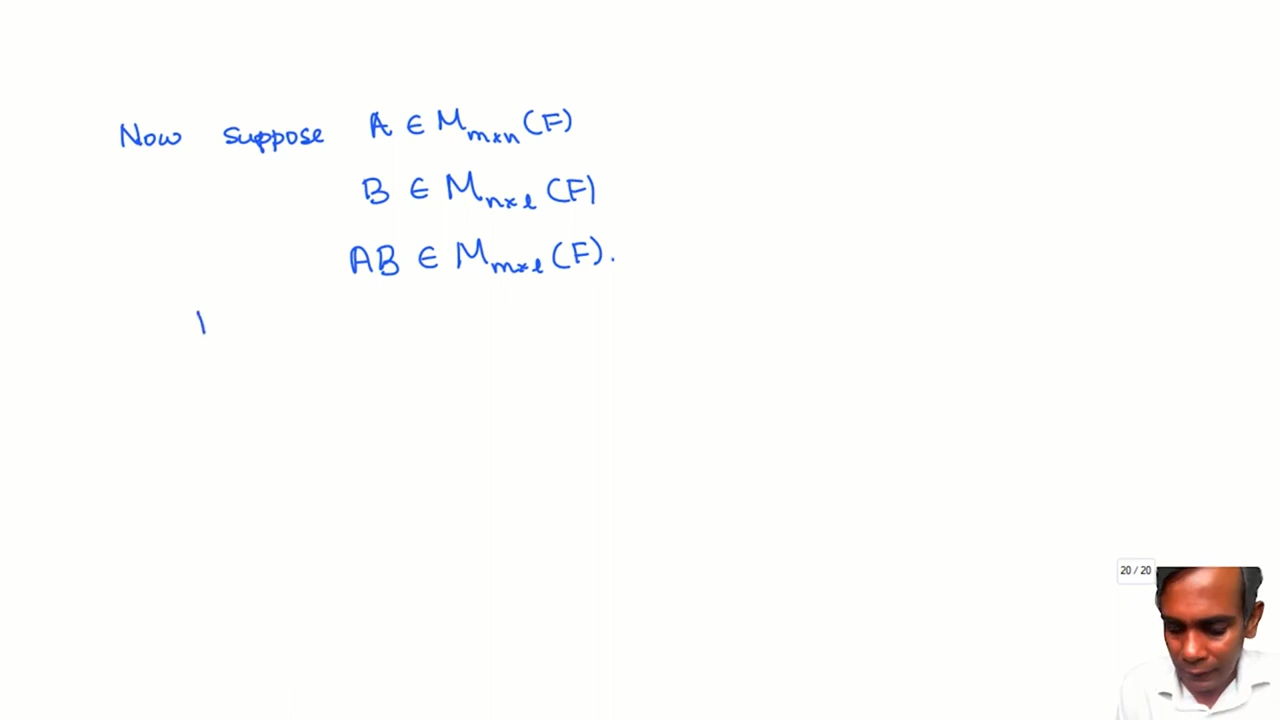 Now suppose A ∈ M_{m×n}(F)
B ∈ M_{n×l}(F)
AB ∈ M_{m×l}(F).
20 / 20